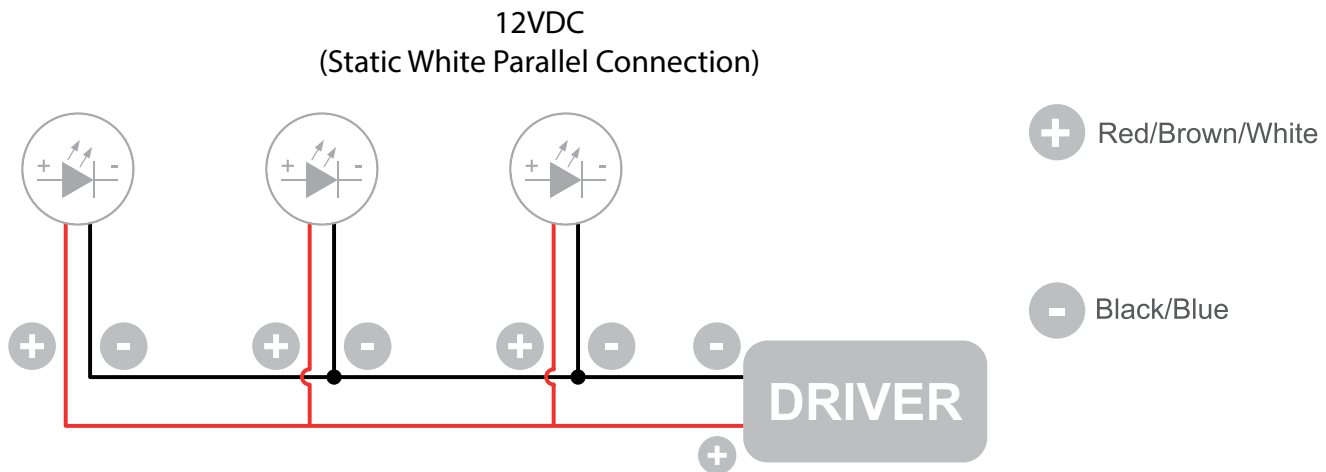 12VDC
(Static White Parallel Connection)
+ -
+ -
+ -
+ Red/Brown/White
- Black/Blue
+ - + - + - -
DRIVER
+